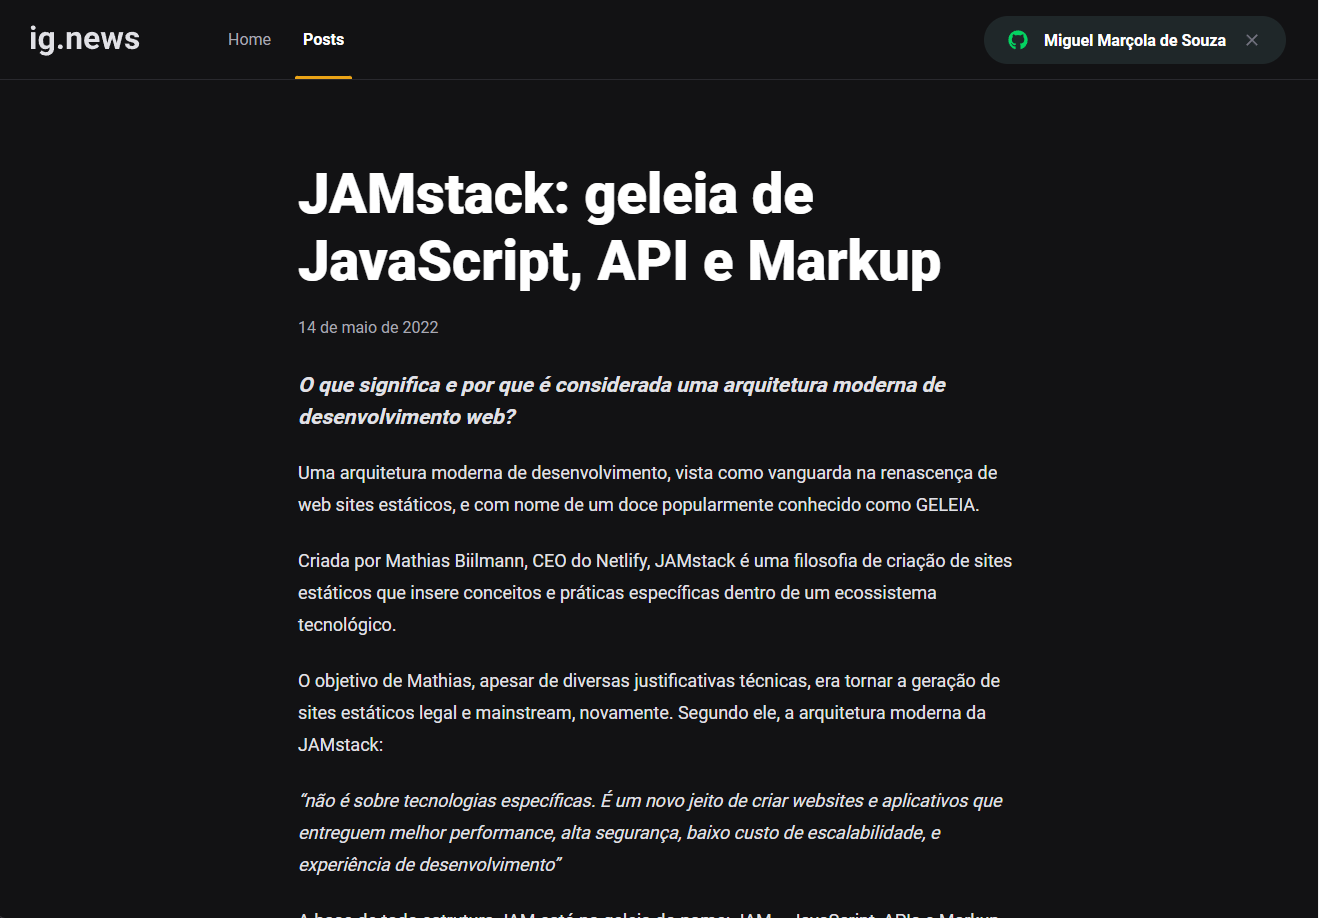 ig.news
Home
Posts
Miguel Marçola de Souza
JAMstack: geleia de
JavaScript, API e Markup
14 de maio de 2022
O que significa e por que é considerada uma arquitetura moderna de
desenvolvimento web?
Uma arquitetura moderna de desenvolvimento, vista como vanguarda na renascença de
web sites estáticos, e com nome de um doce popularmente conhecido como GELEIA.
Criada por Mathias Biilmann, CEO do Netlify, JAMstack é uma filosofia de criação de sites
estáticos que insere conceitos e práticas específicas dentro de um ecossistema
tecnológico.
O objetivo de Mathias, apesar de diversas justificativas técnicas, era tornar a geração de
sites estáticos legal e mainstream, novamente. Segundo ele, a arquitetura moderna da
JAMstack:
“não é sobre tecnologias específicas. É um novo jeito de criar websites e aplicativos que
entreguem melhor performance, alta segurança, baixo custo de escalabilidade, e
experiência de desenvolvimento”